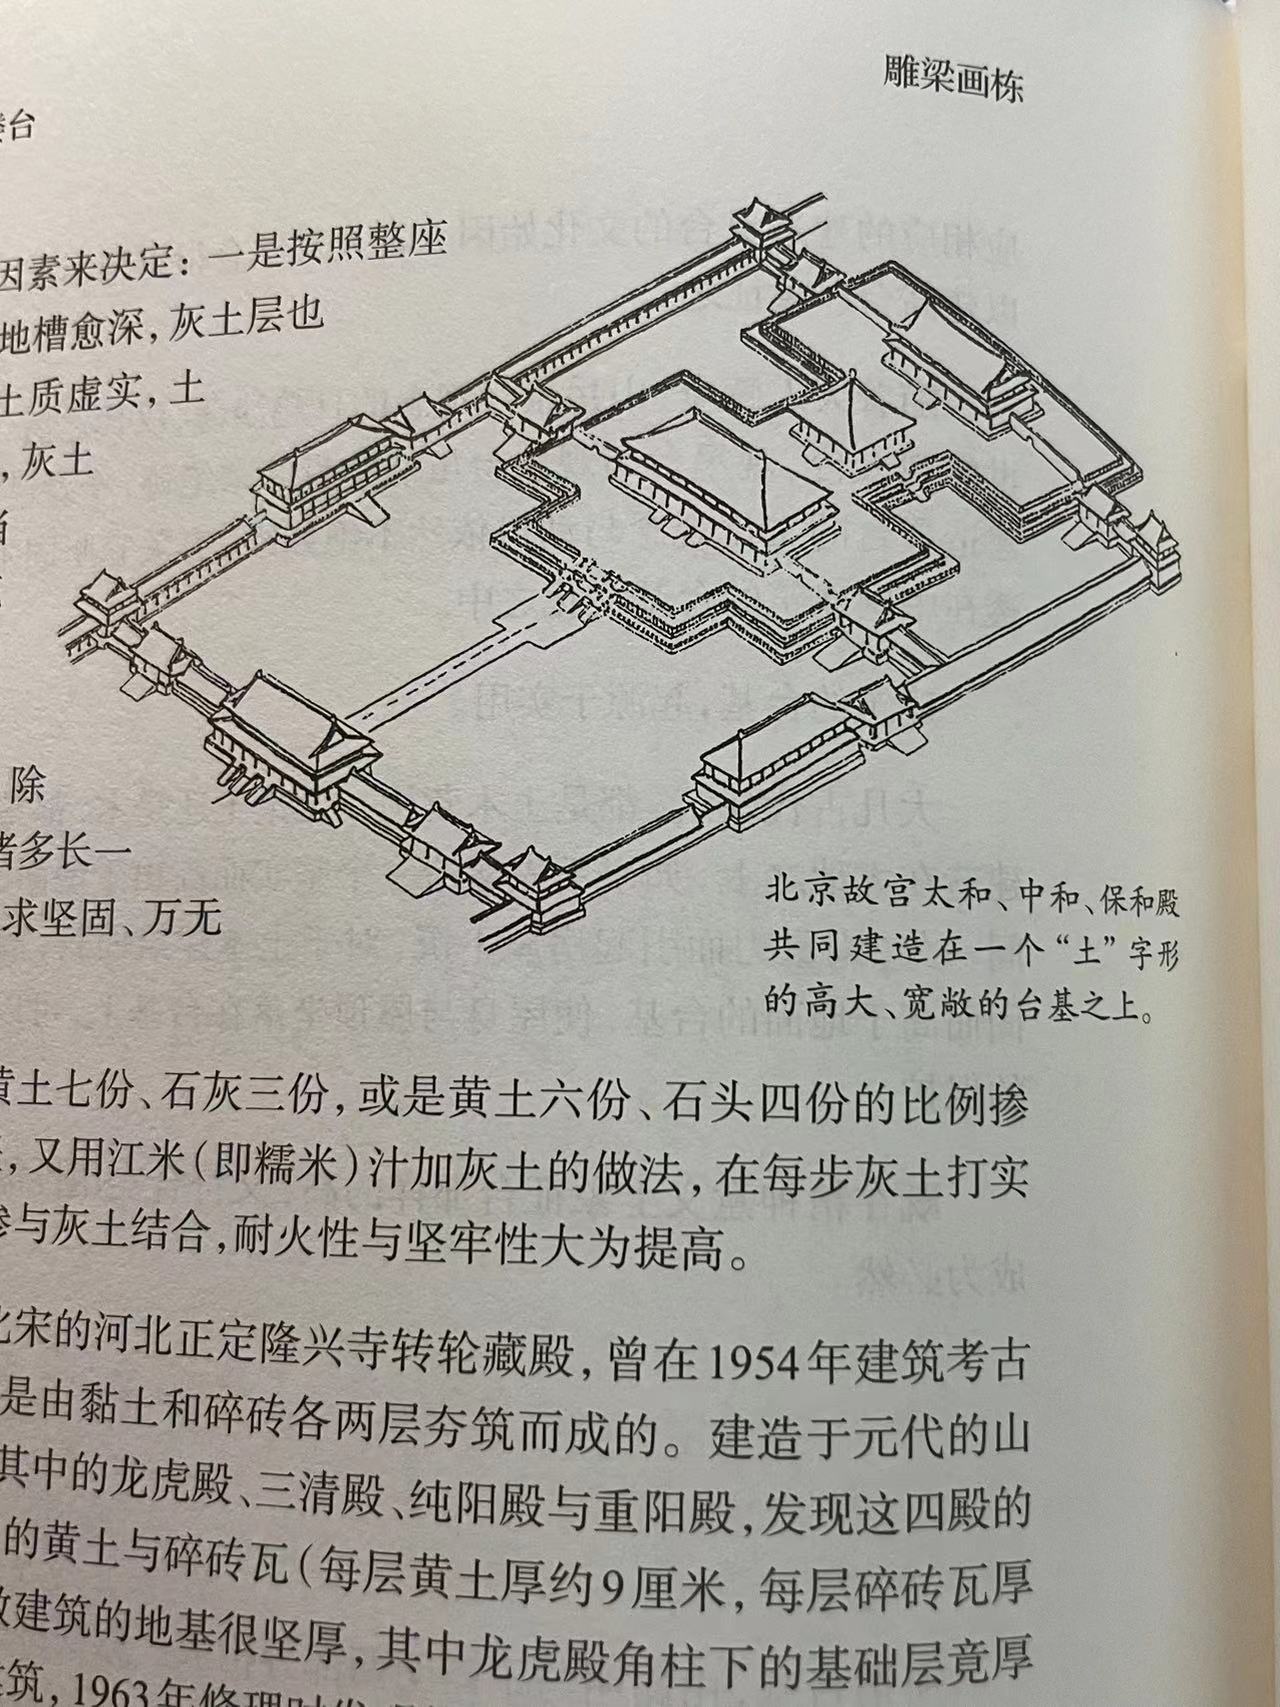 雕梁画栋
台
因素来决定：一是按照整座
地槽愈深，灰土层也
土质虚实，土
，灰土
除
者多长一
求坚固、万无
北京故宫太和、中和、保和殿
共同建造在一个“土”字形
的高大、宽敞的台基之上。
黄土七份、石灰三份，或是黄土六份、石头四份的比例掺
，又用江米（即糯米）汁加灰土的做法，在每步灰土打实
渗与灰土结合，耐火性与坚牢性大为提高。
北宋的河北正定隆兴寺转轮藏殿，曾在1954年建筑考古
是由黏土和碎砖各两层夯筑而成的。建造于元代的山
其中的龙虎殿、三清殿、纯阳殿与重阳殿，发现这四殿的
的黄土与碎砖瓦（每层黄土厚约9厘米，每层碎砖瓦厚
故建筑的地基很坚厚，其中龙虎殿角柱下的基础层竟厚
筑，1963年修理时发